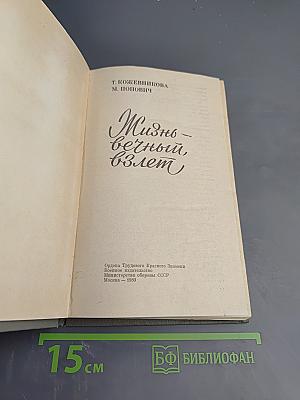 Т. КОЖЕВНИКОВА
М. ПОПОВИЧ
Жизнь —
вечный
взлет
Ордена Трудового Красного Знамени
Военное издательство
Министерства обороны СССР
Москва — 1980
15 см
БФ БИБЛИОФАН